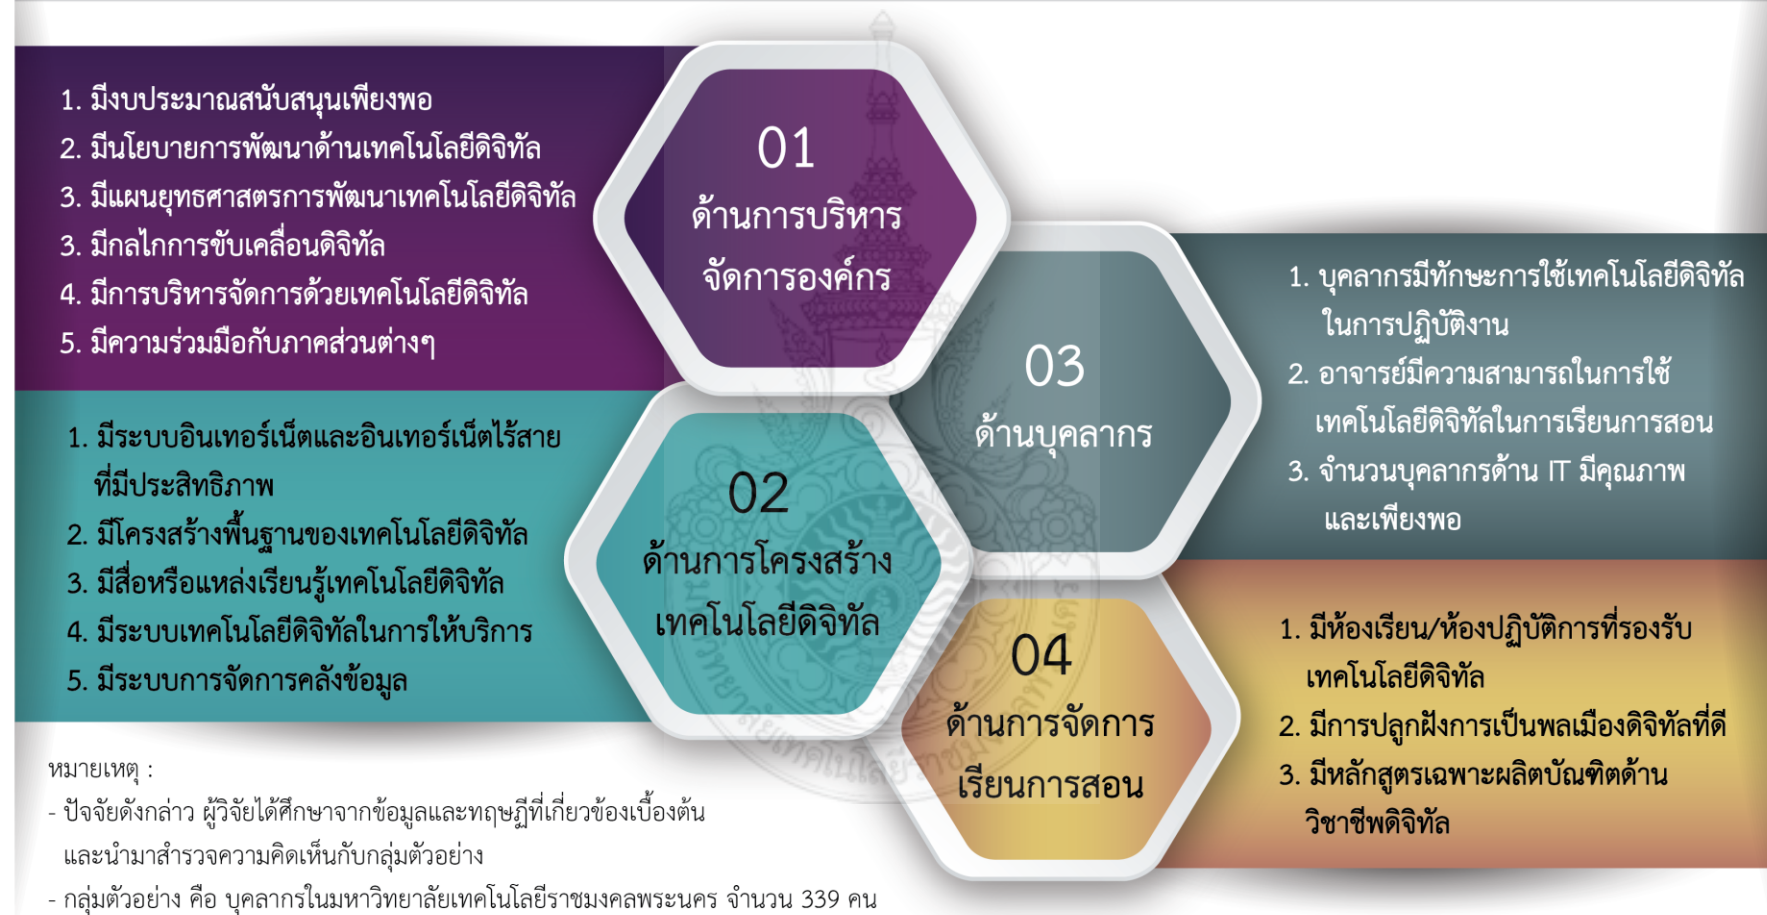 1. มีงบประมาณสนับสนุนเพียงพอ
2. มีนโยบายการพัฒนาด้านเทคโนโลยีดิจิทัล
3. มีแผนยุทธศาสตรการพัฒนาเทคโนโลยีดิจิทัล
3. มีกลไกการขับเคลื่อนดิจิทัล
4. มีการบริหารจัดการด้วยเทคโนโลยีดิจิทัล
5. มีความร่วมมือกับภาคส่วนต่างๆ
01
ด้านการบริหาร
จัดการองค์กร
1. มีระบบอินเทอร์เน็ตและอินเทอร์เน็ตไร้สาย
ที่มีประสิทธิภาพ
2. มีโครงสร้างพื้นฐานของเทคโนโลยีดิจิทัล
3. มีสื่อหรือแหล่งเรียนรู้เทคโนโลยีดิจิทัล
4. มีระบบเทคโนโลยีดิจิทัลในการให้บริการ
5. มีระบบการจัดการคลังข้อมูล
02
ด้านการโครงสร้าง
เทคโนโลยีดิจิทัล
03
ด้านบุคลากร
1. บุคลากรมีทักษะการใช้เทคโนโลยีดิจิทัล
ในการปฏิบัติงาน
2. อาจารย์มีความสามารถในการใช้
เทคโนโลยีดิจิทัลในการเรียนการสอน
3. จำนวนบุคลากรด้าน IT มีคุณภาพ
และเพียงพอ
04
ด้านการจัดการ
เรียนการสอน
1. มีห้องเรียน/ห้องปฏิบัติการที่รองรับ
เทคโนโลยีดิจิทัล
2. มีการปลูกฝังการเป็นพลเมืองดิจิทัลที่ดี
3. มีหลักสูตรเฉพาะผลิตบัณฑิตด้าน
วิชาชีพดิจิทัล
หมายเหตุ :
- ปัจจัยดังกล่าว ผู้วิจัยได้ศึกษาจากข้อมูลและทฤษฏีที่เกี่ยวข้องเบื้องต้น
และนำมาสำรวจความคิดเห็นกับกลุ่มตัวอย่าง
- กลุ่มตัวอย่าง คือ บุคลากรในมหาวิทยาลัยเทคโนโลยีราชมงคลพระนคร จำนวน 339 คน